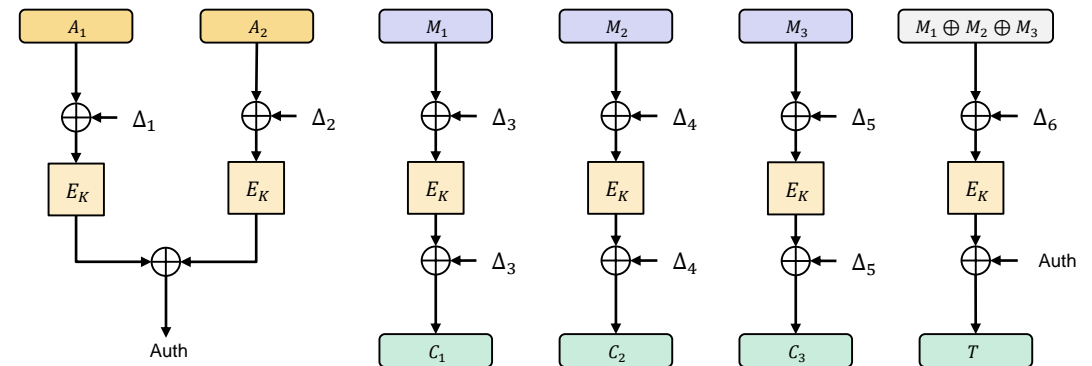 A₁ A₂ M₁ M₂ M₃ M₁ ⊕ M₂ ⊕ M₃
Δ₁ Δ₂ Δ₃ Δ₄ Δ₅ Δ₆
E_K E_K E_K E_K E_K E_K
Δ₃ Δ₄ Δ₅ Auth
Auth C₁ C₂ C₃ T